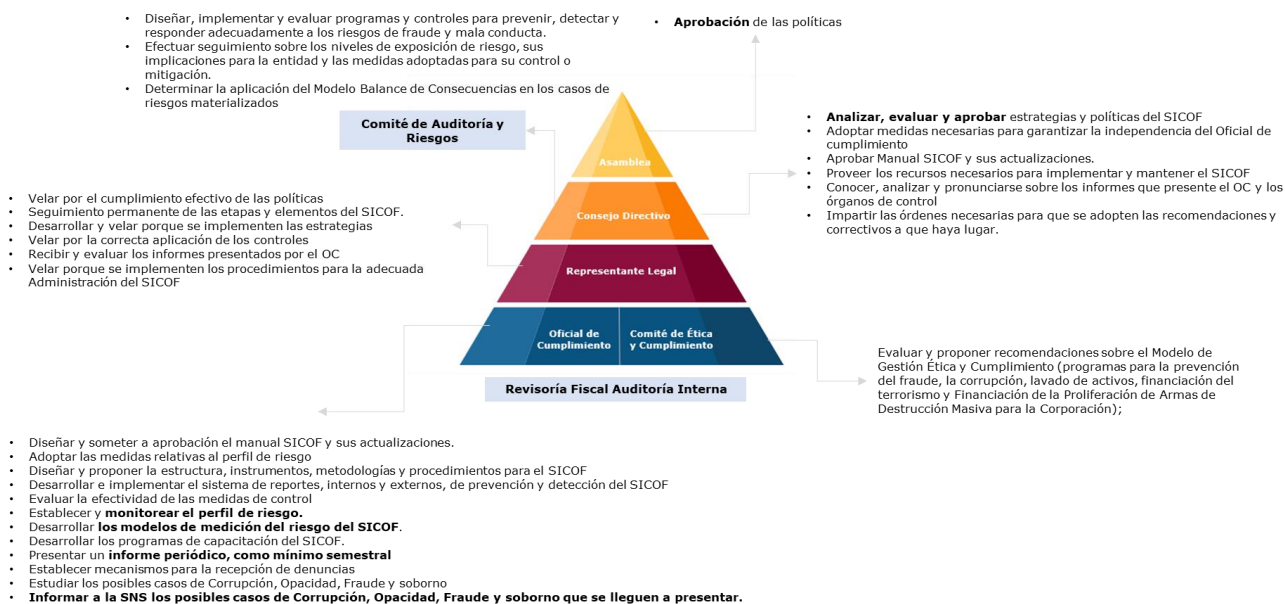 • Diseñar, implementar y evaluar programas y controles para prevenir, detectar y
responder adecuadamente a los riesgos de fraude y mala conducta.
• Efectuar seguimiento sobre los niveles de exposición de riesgo, sus
implicaciones para la entidad y las medidas adoptadas para su control o
mitigación.
• Determinar la aplicación del Modelo Balance de Consecuencias en los casos de
riesgos materializados
• Aprobación de las políticas
Comité de Auditoría y
Riesgos
• Analizar, evaluar y aprobar estrategias y políticas del SICOF
• Adoptar medidas necesarias para garantizar la independencia del Oficial de
cumplimiento
• Aprobar Manual SICOF y sus actualizaciones.
• Proveer los recursos necesarios para implementar y mantener el SICOF
• Conocer, analizar y pronunciarse sobre los informes que presente el OC y los
órganos de control
• Impartir las órdenes necesarias para que se adopten las recomendaciones y
correctivos a que haya lugar.
Asamblea
Consejo Directivo
Representante Legal
Oficial de
Cumplimiento
Comité de Ética
y Cumplimiento
• Velar por el cumplimiento efectivo de las políticas
• Seguimiento permanente de las etapas y elementos del SICOF.
• Desarrollar y velar porque se implementen las estrategias
• Velar por la correcta aplicación de los controles
• Recibir y evaluar los informes presentados por el OC
• Velar porque se implementen los procedimientos para la adecuada
Administración del SICOF
Evaluar y proponer recomendaciones sobre el Modelo de
Gestión Ética y Cumplimiento (programas para la prevención
del fraude, la corrupción, lavado de activos, financiación del
terrorismo y Financiación de la Proliferación de Armas de
Destrucción Masiva para la Corporación);
Revisoría Fiscal Auditoría Interna
• Diseñar y someter a aprobación el manual SICOF y sus actualizaciones.
• Adoptar las medidas relativas al perfil de riesgo
• Diseñar y proponer la estructura, instrumentos, metodologías y procedimientos para el SICOF
• Desarrollar e implementar el sistema de reportes, internos y externos, de prevención y detección del SICOF
• Evaluar la efectividad de las medidas de control
• Establecer y monitorear el perfil de riesgo.
• Desarrollar los modelos de medición del riesgo del SICOF.
• Desarrollar los programas de capacitación del SICOF.
• Presentar un informe periódico, como mínimo semestral
• Establecer mecanismos para la recepción de denuncias
• Estudiar los posibles casos de Corrupción, Opacidad, Fraude y soborno
• Informar a la SNS los posibles casos de Corrupción, Opacidad, Fraude y soborno que se lleguen a presentar.